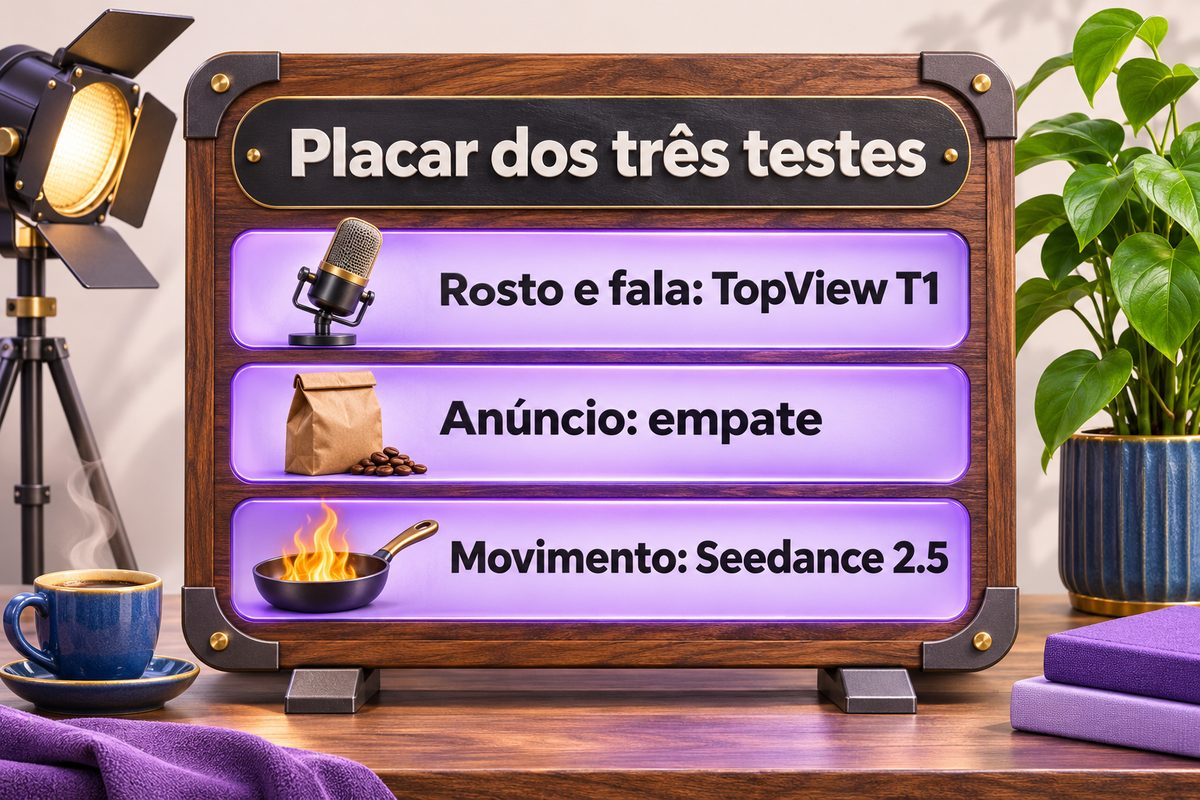 Placar dos três testes
Rosto e fala: TopView T1
Anúncio: empate
Movimento: Seedance 2.5